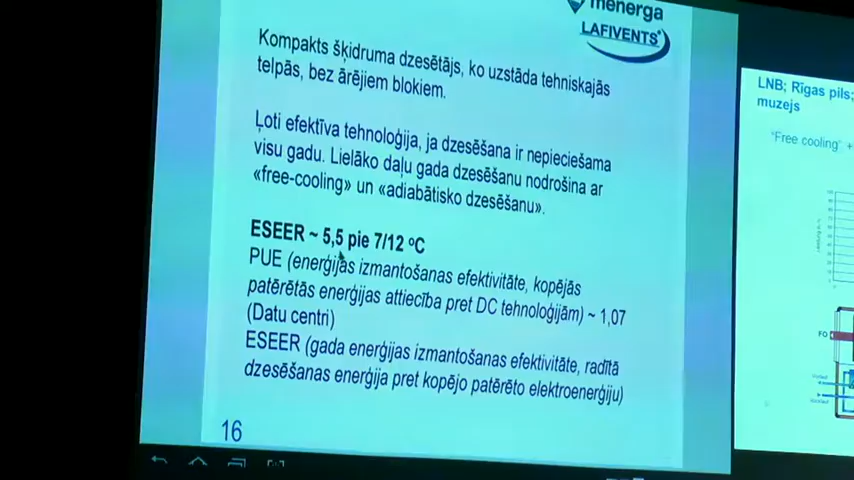 menerga
LAFIVENTS
Kompakts šķidruma dzesētājs, ko uzstāda tehniskajās
telpās, bez ārējiem blokiem.
Ļoti efektīva tehnoloģija, ja dzesēšana ir nepieciešama
visu gadu. Lielāko daļu gada dzesēšanu nodrošina ar
«free-cooling» un «adiabātisko dzesēšanu».
ESEER ~ 5,5 pie 7/12 ºC
PUE (enerģijas izmantošanas efektivitāte, kopējās
patērētās enerģijas attiecība pret DC tehnoloģijām) ~ 1,07
(Datu centri)
ESEER (gada enerģijas izmantošanas efektivitāte, radītā
dzesēšanas enerģija pret kopējo patērēto elektroenerģiju)
16
LNB; Rīgas pils;
muzejs
"Free cooling" +
FO